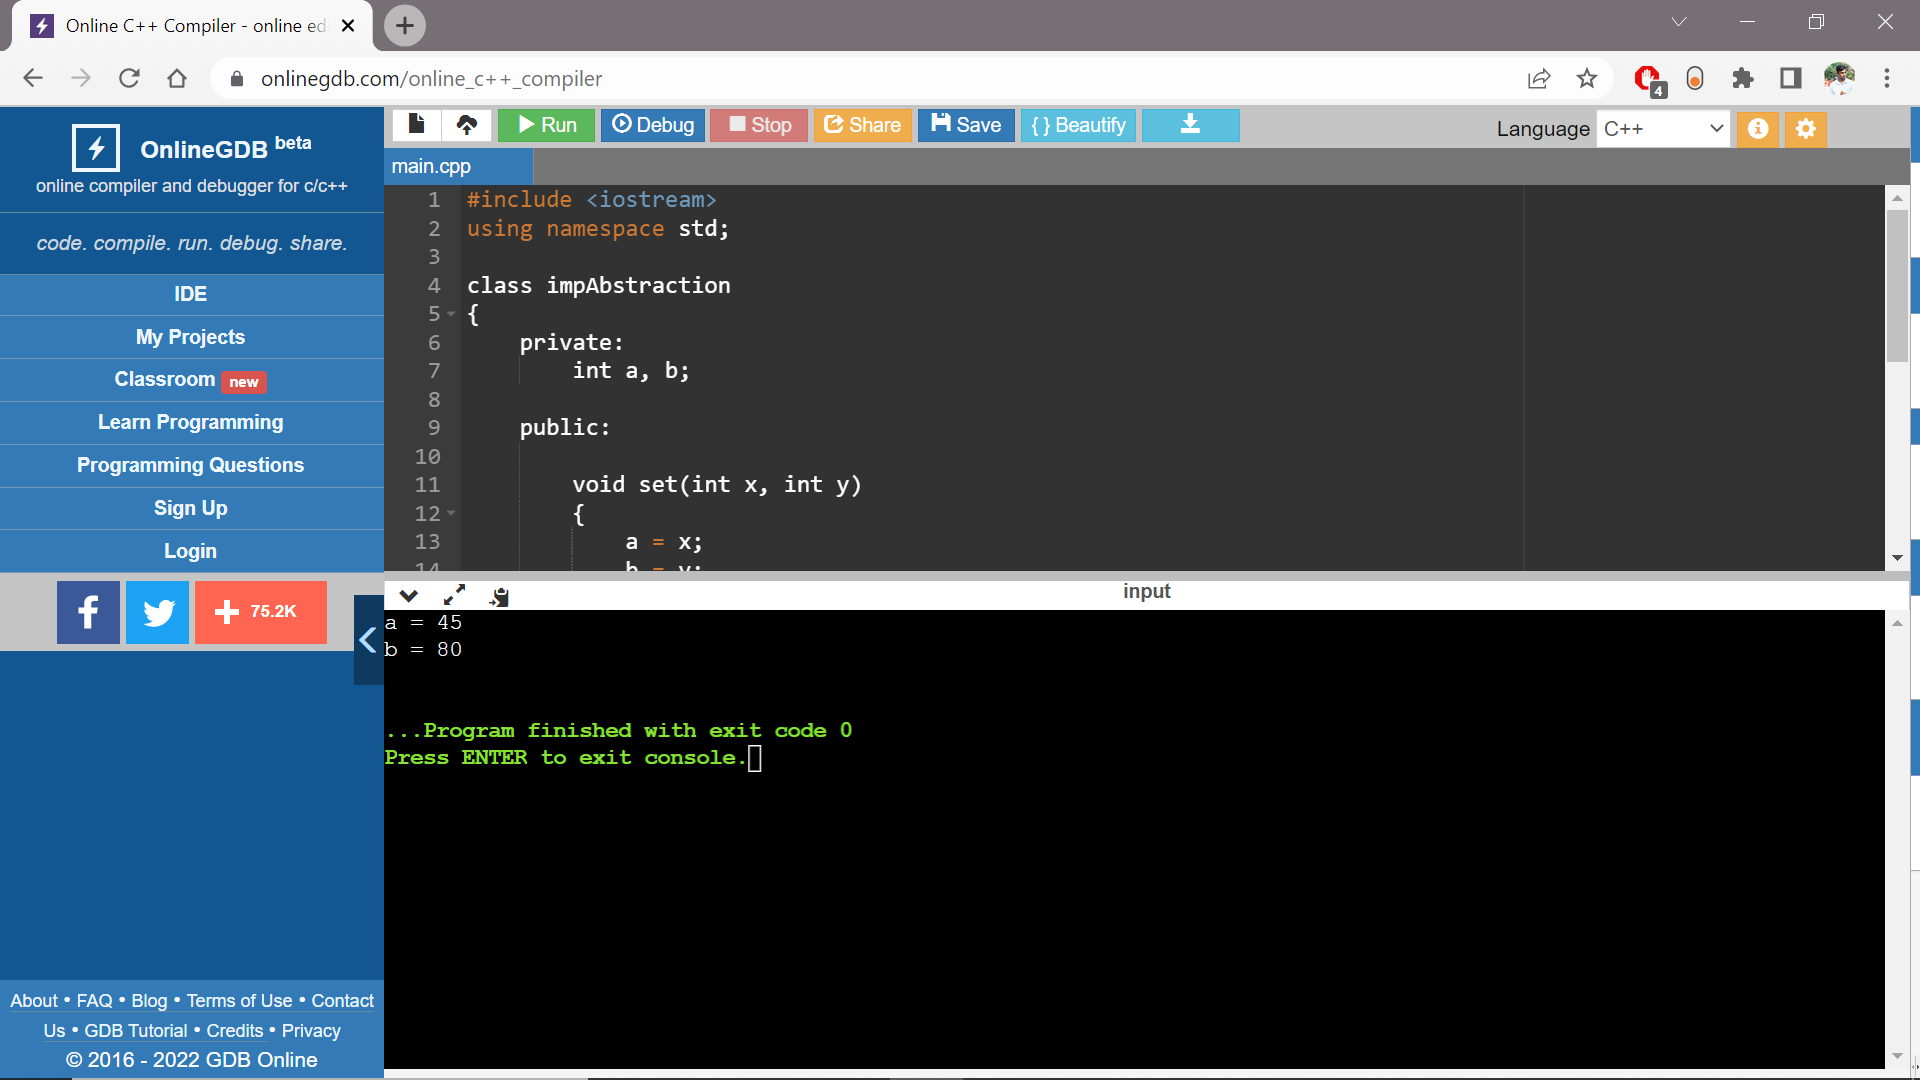 Online C++ Compiler - online ed
onlinegdb.com/online_c++_compiler
4
OnlineGDB beta
online compiler and debugger for c/c++
code. compile. run. debug. share.
IDE
My Projects
Classroom new
Learn Programming
Programming Questions
Sign Up
Login
f
+ 75.2K
About • FAQ • Blog • Terms of Use • Contact
Us • GDB Tutorial • Credits • Privacy
© 2016 - 2022 GDB Online
Run Debug Stop Share Save { } Beautify
Language C++
main.cpp
1 #include <iostream>
2 using namespace std;
3
4 class impAbstraction
5 {
6 private:
7 int a, b;
8
9 public:
10
11 void set(int x, int y)
12 {
13 a = x;
14 b = y;
input
a = 45
b = 80
...Program finished with exit code 0
Press ENTER to exit console.